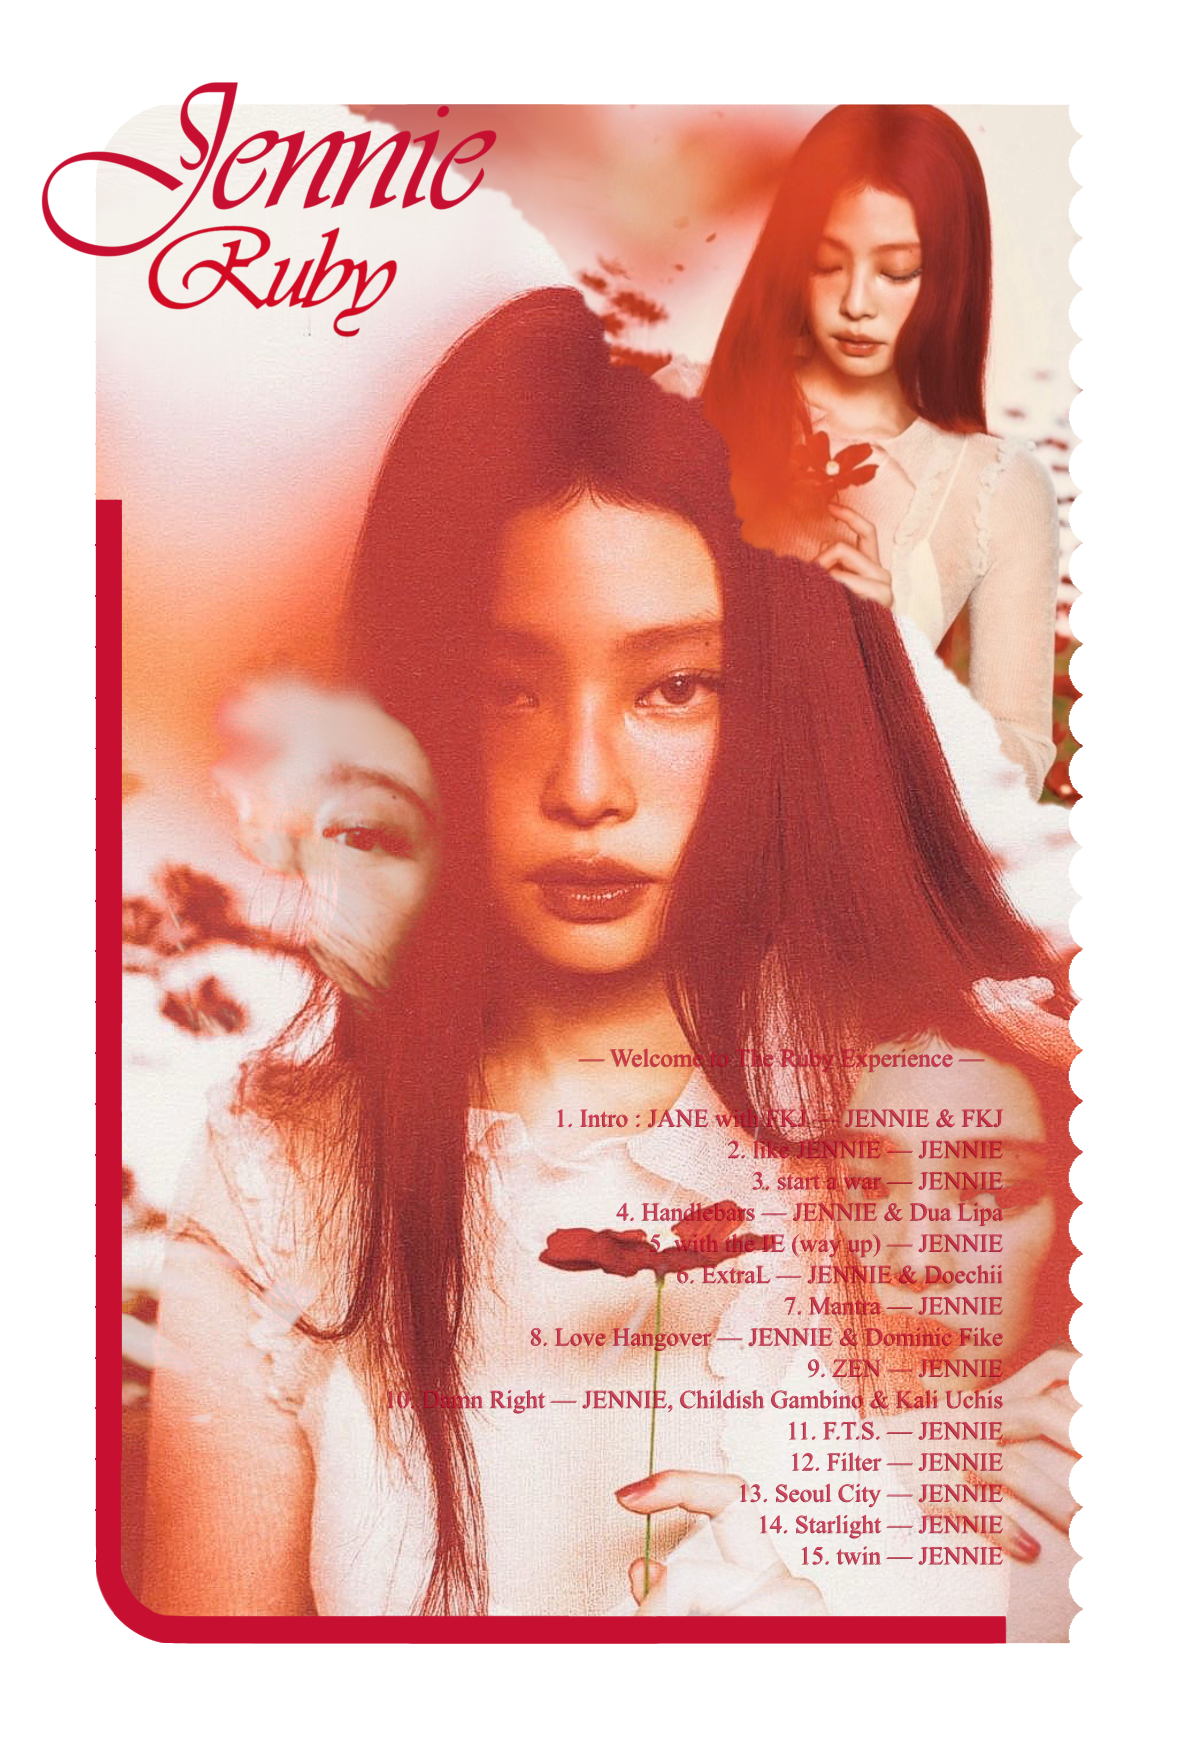 Jennie
Ruby
— Welcome to The Ruby Experience —
1. Intro : JANE with FKJ — JENNIE & FKJ
2. like JENNIE — JENNIE
3. start a war — JENNIE
4. Handlebars — JENNIE & Dua Lipa
5. with the IE (way up) — JENNIE
6. ExtraL — JENNIE & Doechii
7. Mantra — JENNIE
8. Love Hangover — JENNIE & Dominic Fike
9. ZEN — JENNIE
10. Damn Right — JENNIE, Childish Gambino & Kali Uchis
11. F.T.S. — JENNIE
12. Filter — JENNIE
13. Seoul City — JENNIE
14. Starlight — JENNIE
15. twin — JENNIE